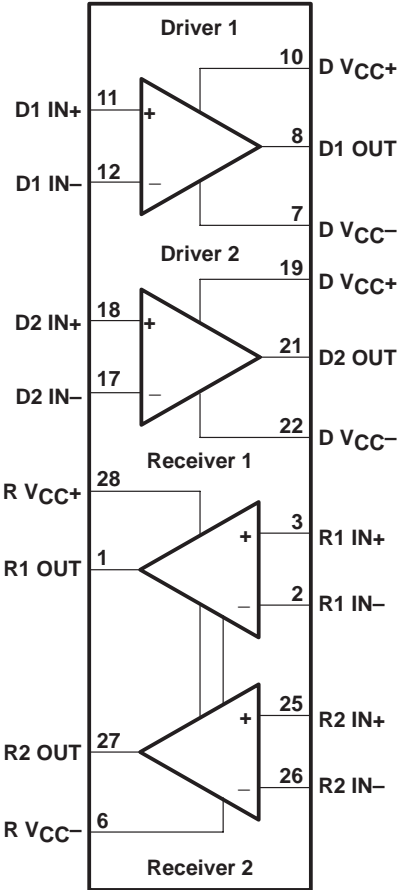 Driver 1
10 D VCC+
D1 IN+ 11 +
8 D1 OUT
D1 IN– 12 –
7 D VCC–
Driver 2
19 D VCC+
D2 IN+ 18 +
21 D2 OUT
D2 IN– 17 –
22 D VCC–
Receiver 1
R VCC+ 28
+ 3 R1 IN+
R1 OUT 1
– 2 R1 IN–
+ 25 R2 IN+
R2 OUT 27
– 26 R2 IN–
R VCC– 6
Receiver 2